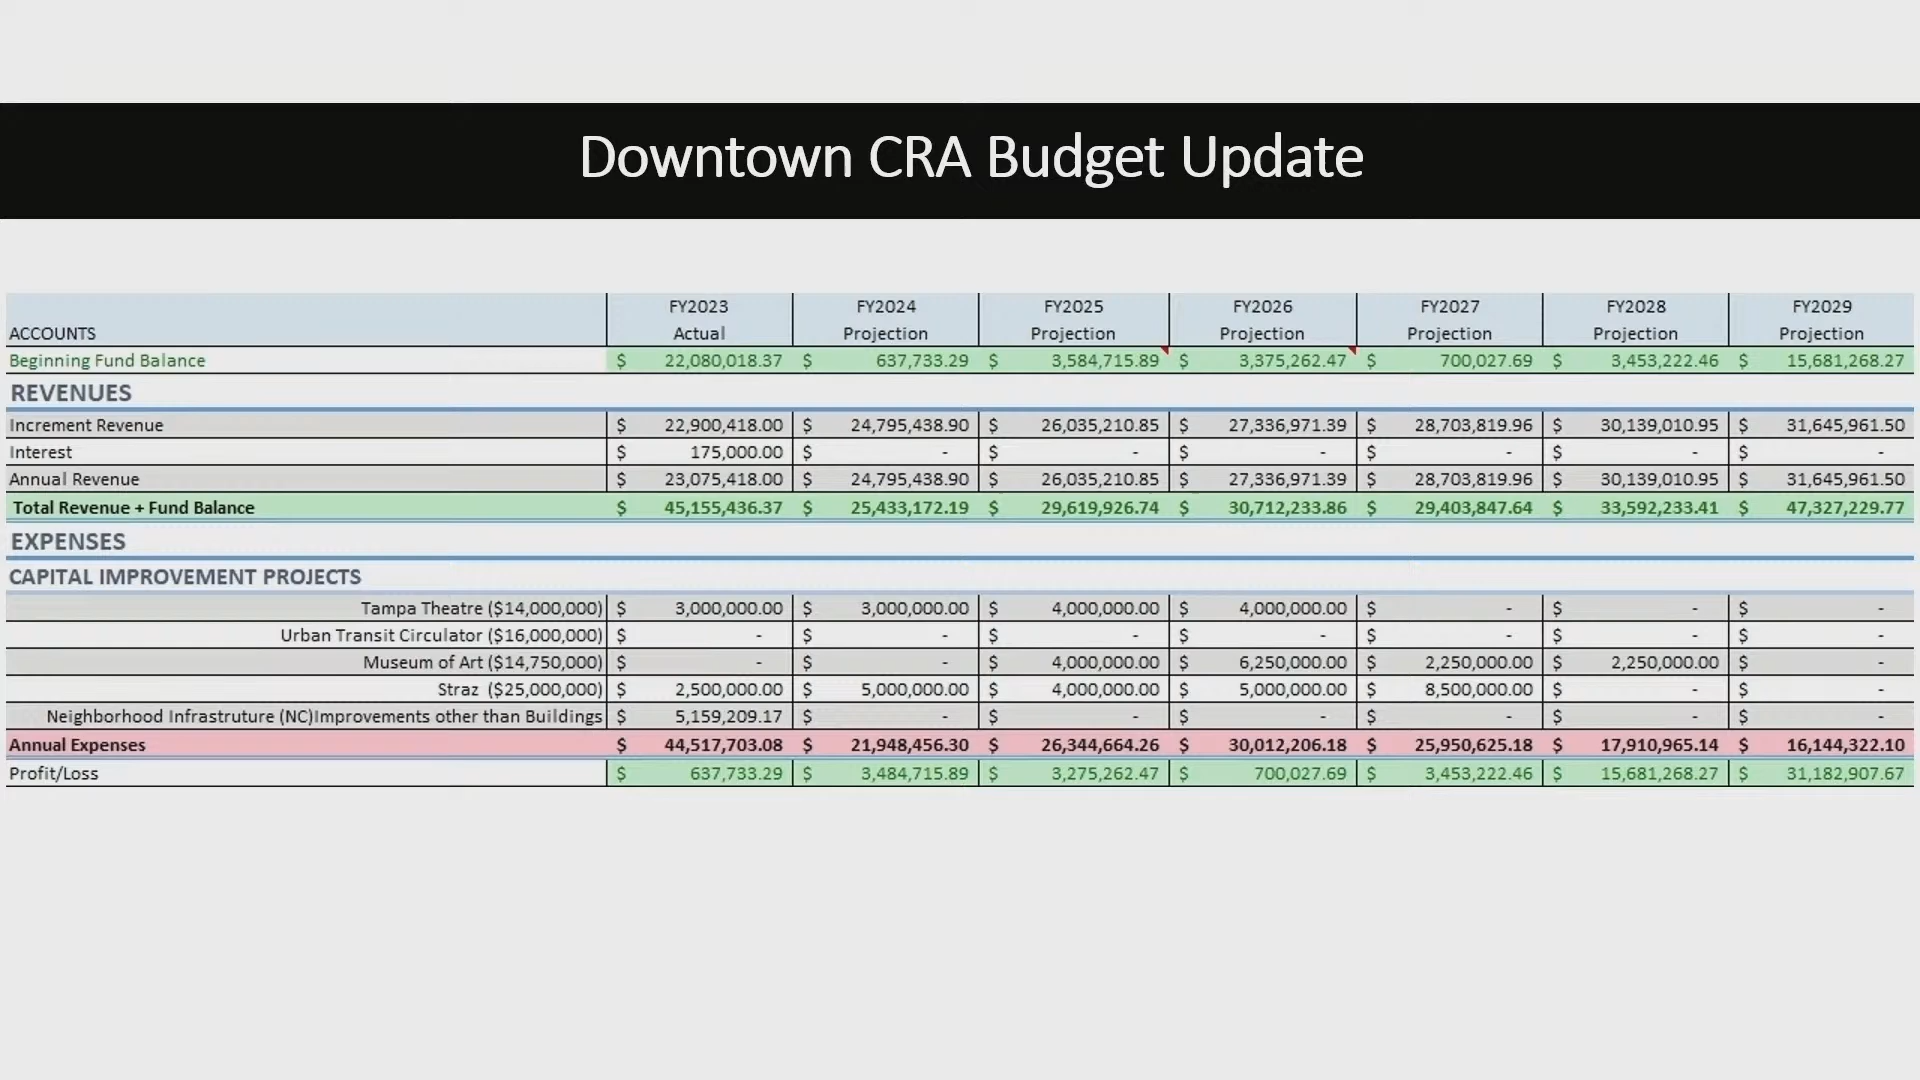 Downtown CRA Budget Update
ACCOUNTS FY2023 Actual FY2024 Projection FY2025 Projection FY2026 Projection FY2027 Projection FY2028 Projection FY2029 Projection
Beginning Fund Balance $ 22,080,018.37 $ 637,733.29 $ 3,584,715.89 $ 3,375,262.47 $ 700,027.69 $ 3,453,222.46 $ 15,681,268.27
REVENUES
Increment Revenue $ 22,900,418.00 $ 24,795,438.90 $ 26,035,210.85 $ 27,336,971.39 $ 28,703,819.96 $ 30,139,010.95 $ 31,645,961.50
Interest $ 175,000.00 $ - $ - $ - $ - $ - $ -
Annual Revenue $ 23,075,418.00 $ 24,795,438.90 $ 26,035,210.85 $ 27,336,971.39 $ 28,703,819.96 $ 30,139,010.95 $ 31,645,961.50
Total Revenue + Fund Balance $ 45,155,436.37 $ 25,433,172.19 $ 29,619,926.74 $ 30,712,233.86 $ 29,403,847.64 $ 33,592,233.41 $ 47,327,229.77
EXPENSES
CAPITAL IMPROVEMENT PROJECTS
Tampa Theatre ($14,000,000) $ 3,000,000.00 $ 3,000,000.00 $ 4,000,000.00 $ 4,000,000.00 $ - $ - $ -
Urban Transit Circulator ($16,000,000) $ - $ - $ - $ - $ - $ - $ -
Museum of Art ($14,750,000) $ - $ - $ 4,000,000.00 $ 6,250,000.00 $ 2,250,000.00 $ 2,250,000.00 $ -
Straz ($25,000,000) $ 2,500,000.00 $ 5,000,000.00 $ 4,000,000.00 $ 5,000,000.00 $ 8,500,000.00 $ - $ -
Neighborhood Infrastruture (NC)Improvements other than Buildings $ 5,159,209.17 $ - $ - $ - $ - $ - $ -
Annual Expenses $ 44,517,703.08 $ 21,948,456.30 $ 26,344,664.26 $ 30,012,206.18 $ 25,950,625.18 $ 17,910,965.14 $ 16,144,322.10
Profit/Loss $ 637,733.29 $ 3,484,715.89 $ 3,275,262.47 $ 700,027.69 $ 3,453,222.46 $ 15,681,268.27 $ 31,182,907.67